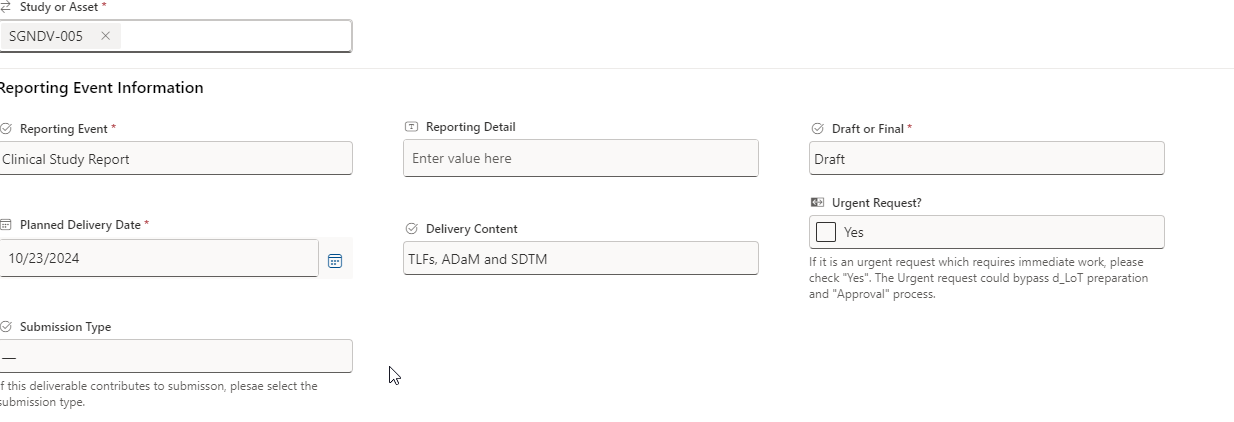 Study or Asset *
SGNDV-005 ×
Reporting Event Information
Reporting Event *
Clinical Study Report
Reporting Detail
Enter value here
Draft or Final *
Draft
Planned Delivery Date *
10/23/2024
Delivery Content
TLFs, ADaM and SDTM
Urgent Request?
Yes
If it is an urgent request which requires immediate work, please
check "Yes". The Urgent request could bypass d_LoT preparation
and "Approval" process.
Submission Type
—
If this deliverable contributes to submisson, plesae select the
submission type.